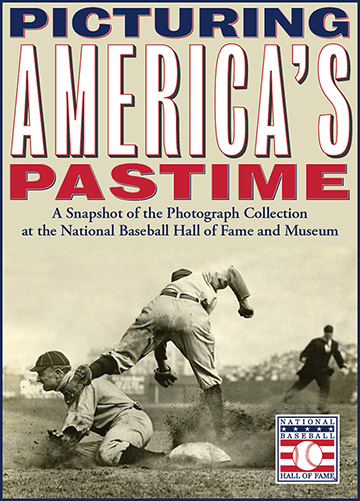 PICTURING
AMERICA'S
PASTIME
A Snapshot of the Photograph Collection
at the National Baseball Hall of Fame and Museum
NATIONAL
BASEBALL
HALL OF FAME